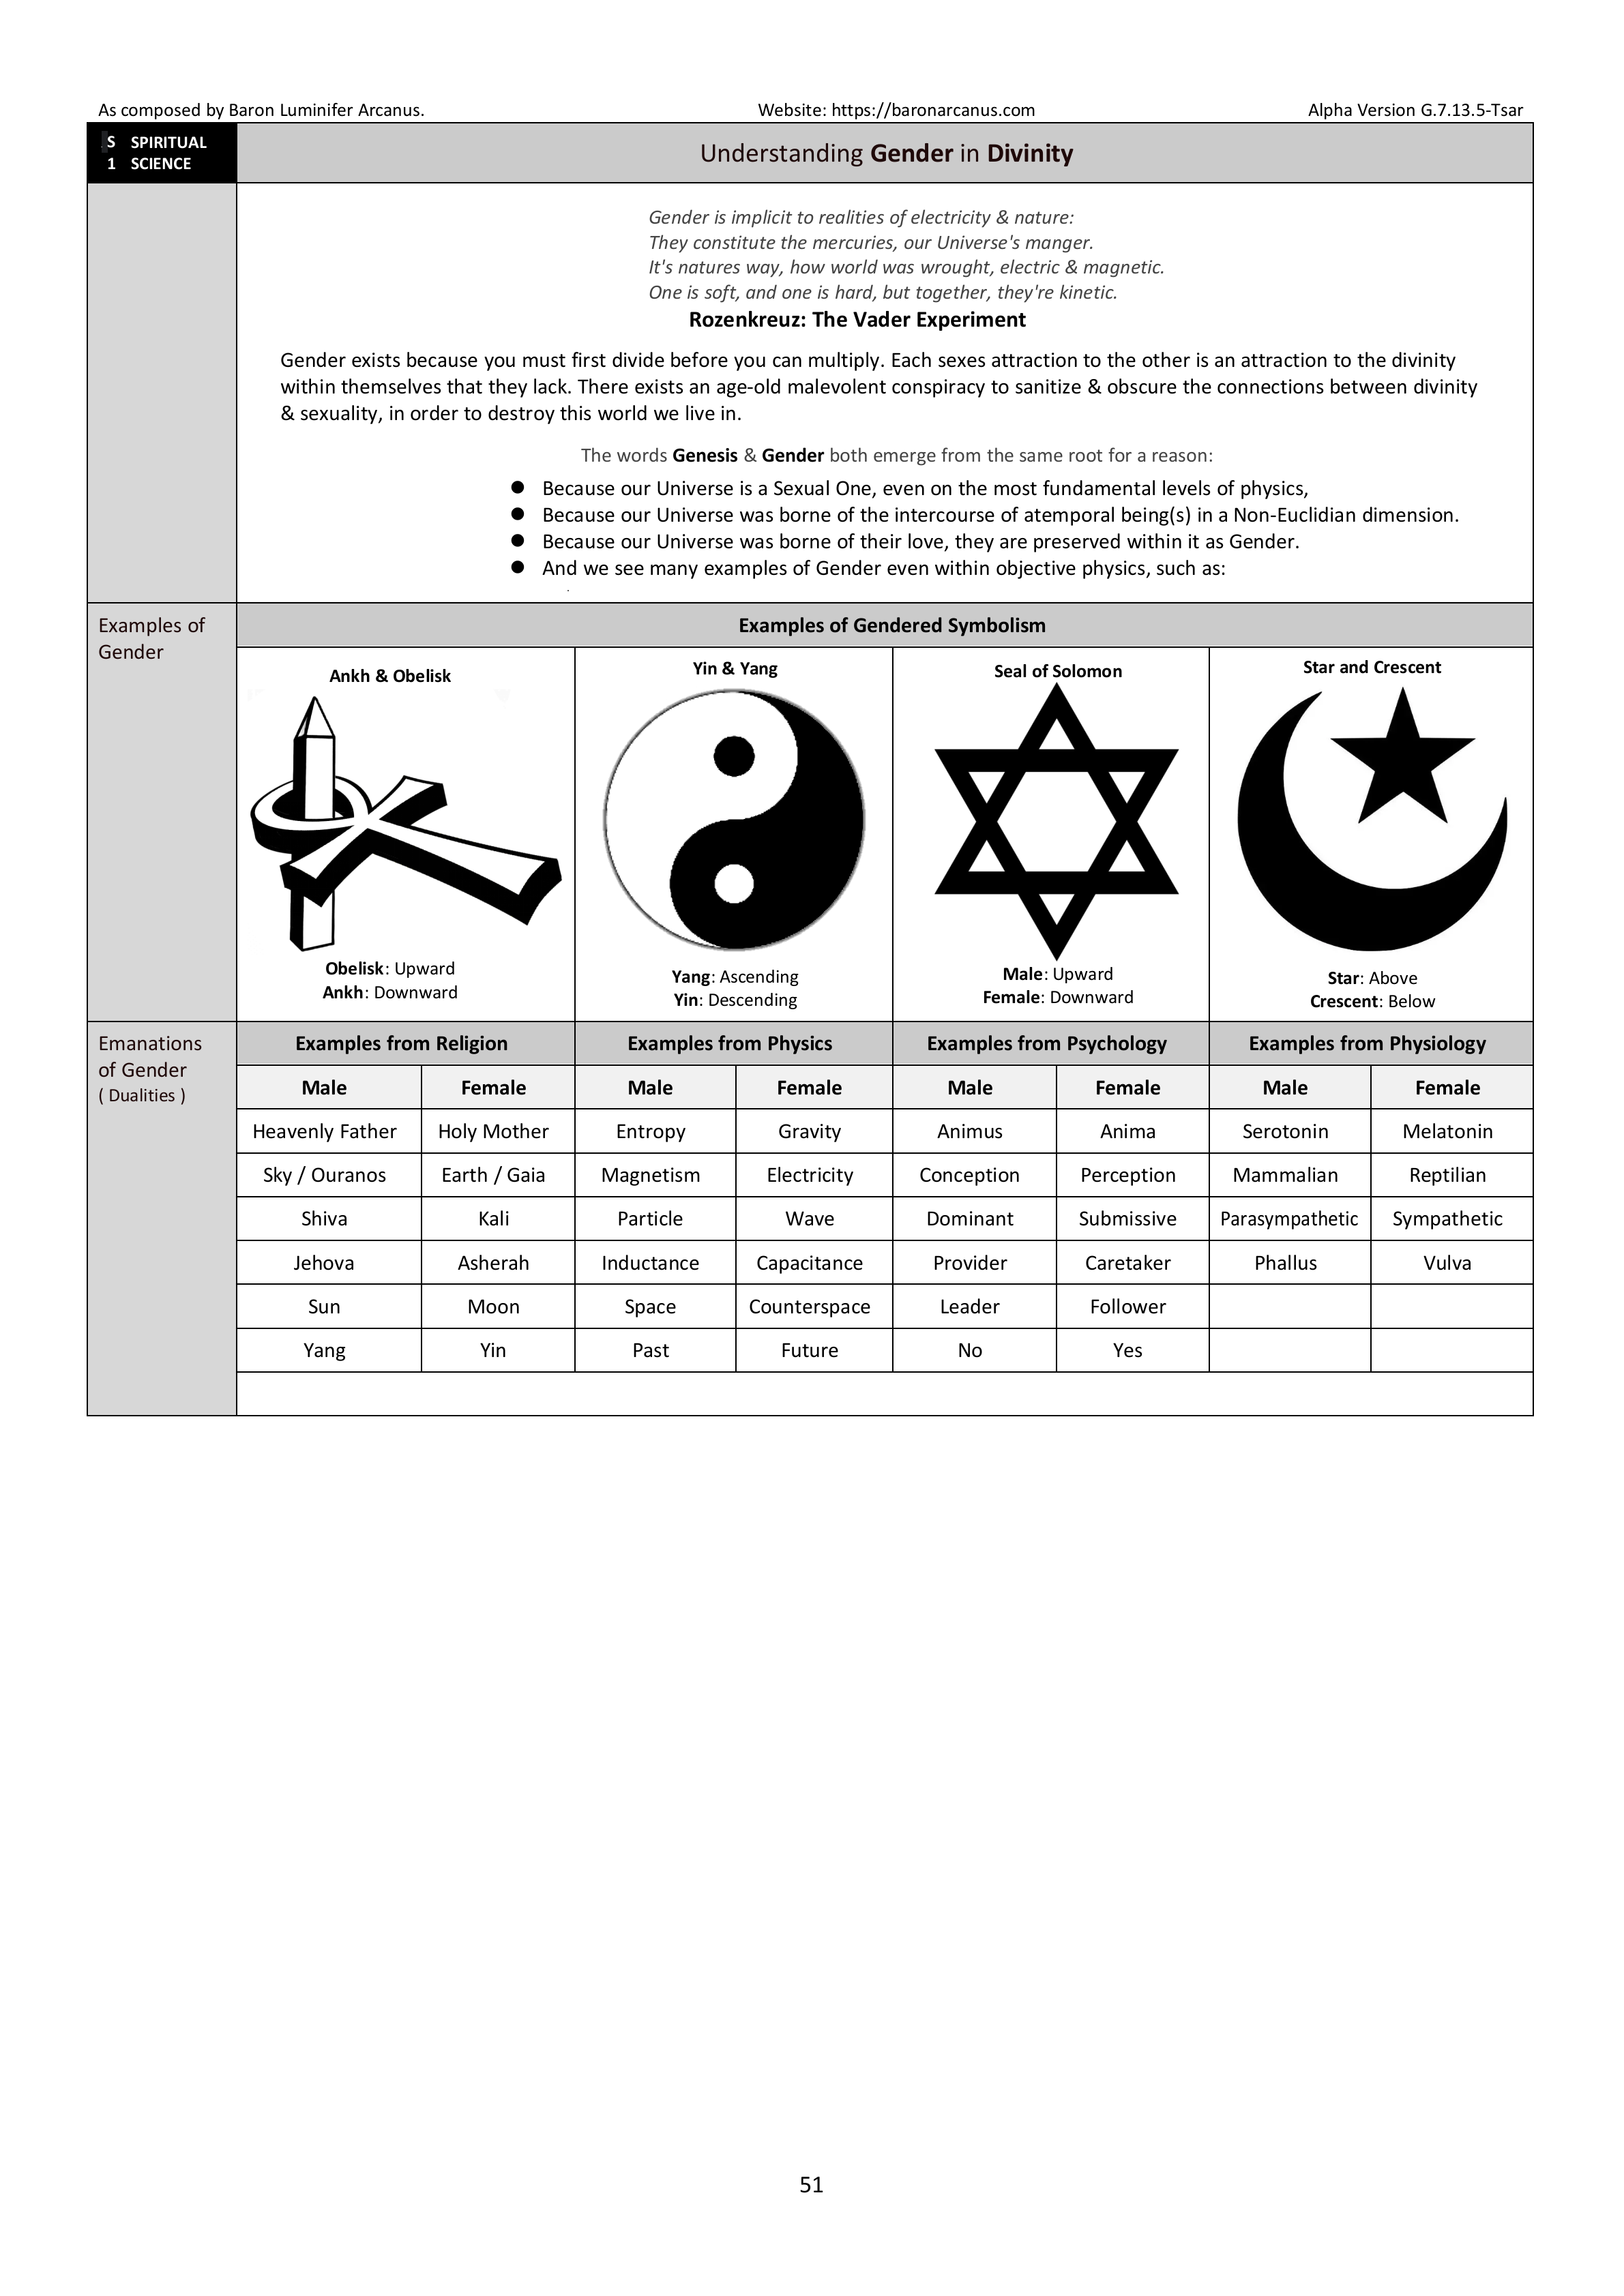 As composed by Baron Luminifer Arcanus. Website: https://baronarcanus.com Alpha Version G.7.13.5-Tsar
S SPIRITUAL
1 SCIENCE
Understanding Gender in Divinity
Gender is implicit to realities of electricity & nature:
They constitute the mercuries, our Universe's manger.
It's natures way, how world was wrought, electric & magnetic.
One is soft, and one is hard, but together, they're kinetic.
Rozenkreuz: The Vader Experiment
Gender exists because you must first divide before you can multiply. Each sexes attraction to the other is an attraction to the divinity
within themselves that they lack. There exists an age-old malevolent conspiracy to sanitize & obscure the connections between divinity
& sexuality, in order to destroy this world we live in.
The words Genesis & Gender both emerge from the same root for a reason:
● Because our Universe is a Sexual One, even on the most fundamental levels of physics,
● Because our Universe was borne of the intercourse of atemporal being(s) in a Non-Euclidian dimension.
● Because our Universe was borne of their love, they are preserved within it as Gender.
● And we see many examples of Gender even within objective physics, such as:
Examples of
Gender
Examples of Gendered Symbolism
Ankh & Obelisk
Obelisk: Upward
Ankh: Downward
Yin & Yang
Yang: Ascending
Yin: Descending
Seal of Solomon
Male: Upward
Female: Downward
Star and Crescent
Star: Above
Crescent: Below
Emanations
of Gender
( Dualities )
Examples from Religion Examples from Physics Examples from Psychology Examples from Physiology
Male Female Male Female Male Female Male Female
Heavenly Father Holy Mother Entropy Gravity Animus Anima Serotonin Melatonin
Sky / Ouranos Earth / Gaia Magnetism Electricity Conception Perception Mammalian Reptilian
Shiva Kali Particle Wave Dominant Submissive Parasympathetic Sympathetic
Jehova Asherah Inductance Capacitance Provider Caretaker Phallus Vulva
Sun Moon Space Counterspace Leader Follower
Yang Yin Past Future No Yes
51